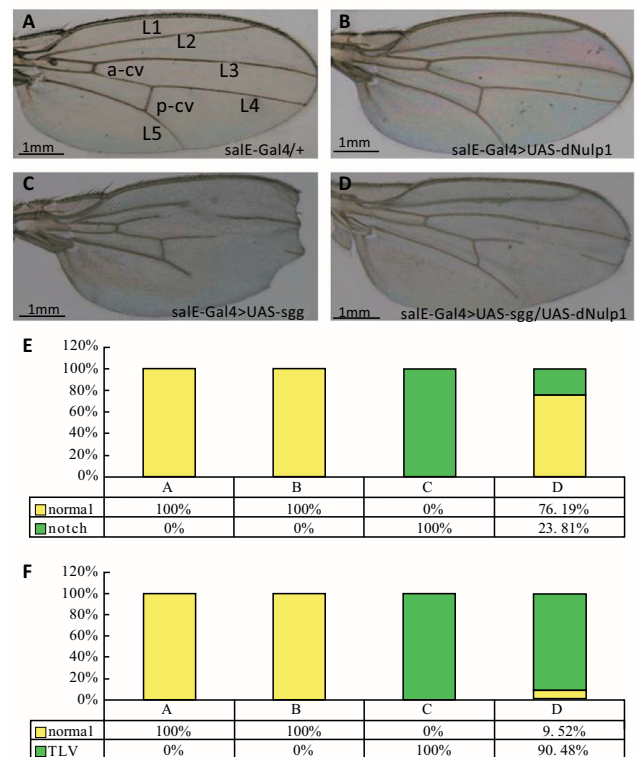 A
L1
L2
a-cv
L3
p-cv
L4
L5
1mm
salE-Gal4/+
B
1mm
salE-Gal4>UAS-dNulp1
C
1mm
salE-Gal4>UAS-sgg
D
1mm
salE-Gal4>UAS-sgg/UAS-dNulp1
E
120%
100%
80%
60%
40%
20%
0%
A B C D
normal 100% 100% 0% 76. 19%
notch 0% 0% 100% 23. 81%
F
120%
100%
80%
60%
40%
20%
0%
A B C D
normal 100% 100% 0% 9. 52%
TLV 0% 0% 100% 90. 48%